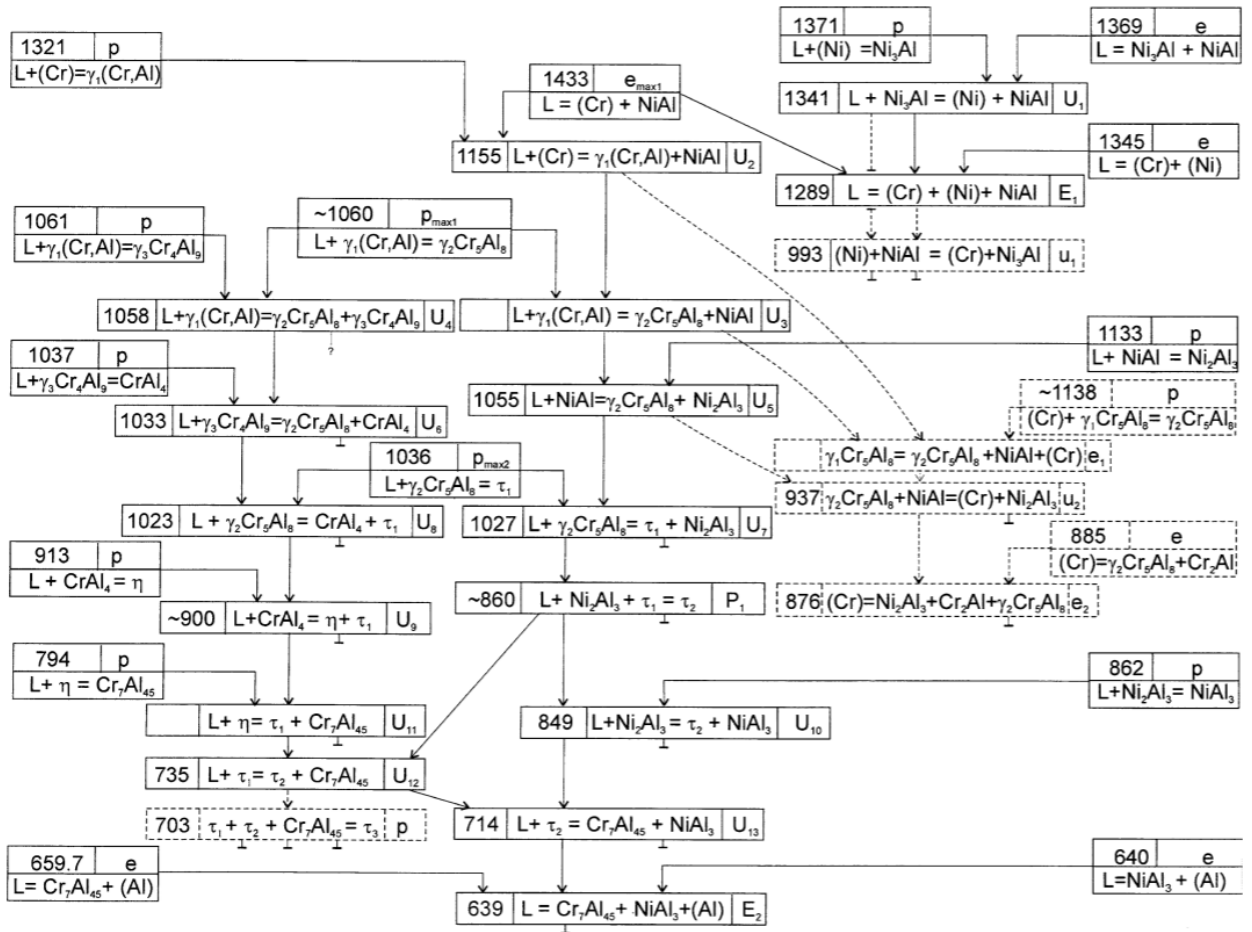 1371 p
1369 e
1321 p
L+(Ni) =Ni₃Al
L = Ni₃Al + NiAl
L+(Cr)=γ₁(Cr,Al)
1433 eₘₐₓ₁
L = (Cr) + NiAl
1341 L + Ni₃Al = (Ni) + NiAl U₁
1345 e
L = (Cr)+ (Ni)
1155 L+(Cr) = γ₁(Cr,Al)+NiAl U₂
1289 L = (Cr) + (Ni)+ NiAl E₁
1061 p
L+γ₁(Cr,Al)=γ₃Cr₄Al₉
~1060 pₘₐₓ₁
L+ γ₁(Cr,Al) = γ₂Cr₅Al₈
993 (Ni)+NiAl = (Cr)+Ni₃Al u₁
1058 L+γ₁(Cr,Al)=γ₂Cr₅Al₈+γ₃Cr₄Al₉ U₄
L+γ₁(Cr,Al) = γ₂Cr₅Al₈+NiAl U₃
?
1133 p
L+ NiAl = Ni₂Al₃
1037 p
L+γ₃Cr₄Al₉=CrAl₄
1055 L+NiAl=γ₂Cr₅Al₈+ Ni₂Al₃ U₅
~1138 p
(Cr)+ γ₁Cr₅Al₈= γ₂Cr₅Al₈
1033 L+γ₃Cr₄Al₉=γ₂Cr₅Al₈+CrAl₄ U₆
1036 pₘₐₓ₂
L+γ₂Cr₅Al₈ = τ₁
γ₁Cr₅Al₈= γ₂Cr₅Al₈ +NiAl+(Cr) e₁
937 γ₂Cr₅Al₈+NiAl=(Cr)+Ni₂Al₃ u₂
1023 L + γ₂Cr₅Al₈ = CrAl₄ + τ₁ U₈
1027 L+ γ₂Cr₅Al₈= τ₁ + Ni₂Al₃ U₇
885 e
(Cr)=γ₂Cr₅Al₈+Cr₂Al
913 p
L + CrAl₄ = η
~860 L+ Ni₂Al₃ + τ₁ = τ₂ P₁
876 (Cr)=Ni₂Al₃+Cr₂Al+γ₂Cr₅Al₈ e₂
~900 L+CrAl₄ = η+ τ₁ U₉
794 p
L+ η = Cr₇Al₄₅
862 p
L+Ni₂Al₃= NiAl₃
L+ η = τ₁ + Cr₇Al₄₅ U₁₁
849 L+Ni₂Al₃ = τ₂ + NiAl₃ U₁₀
735 L+ τ₁= τ₂ + Cr₇Al₄₅ U₁₂
703 τ₁ + τ₂ + Cr₇Al₄₅ = τ₃ p
714 L+ τ₂ = Cr₇Al₄₅ + NiAl₃ U₁₃
659.7 e
L= Cr₇Al₄₅+ (Al)
640 e
L=NiAl₃ + (Al)
639 L = Cr₇Al₄₅+ NiAl₃+(Al) E₂